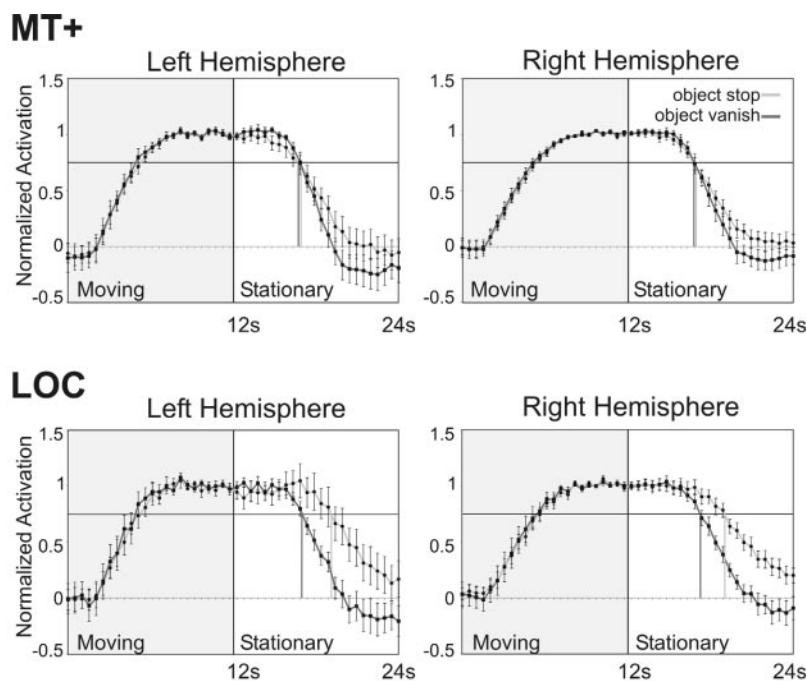 MT+
Left Hemisphere
Right Hemisphere
Normalized Activation
1.5
1
0.5
0
-0.5
Moving
Stationary
12s
24s
1.5
1
0.5
0
-0.5
object stop
object vanish
Moving
Stationary
12s
24s
LOC
Left Hemisphere
Right Hemisphere
Normalized Activation
1.5
1
0.5
0
-0.5
Moving
Stationary
12s
24s
1.5
1
0.5
0
-0.5
Moving
Stationary
12s
24s